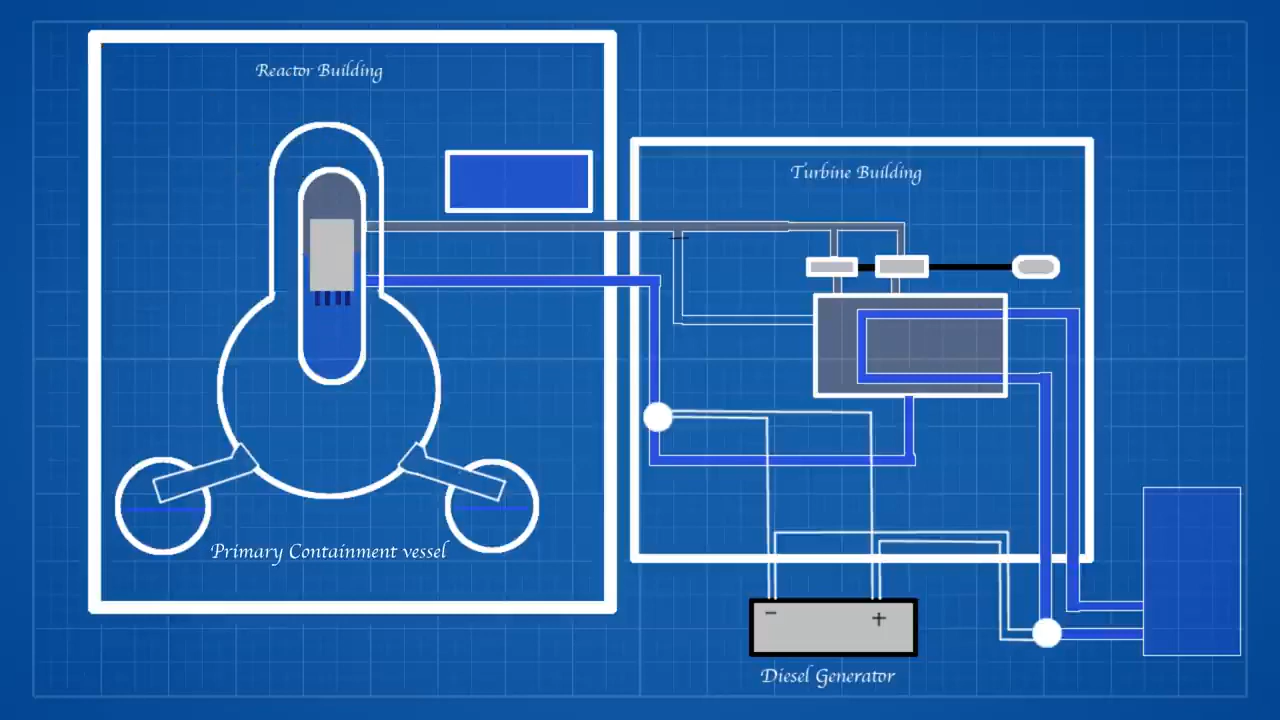 Reactor Building
Turbine Building
Primary Containment vessel
− +
Diesel Generator